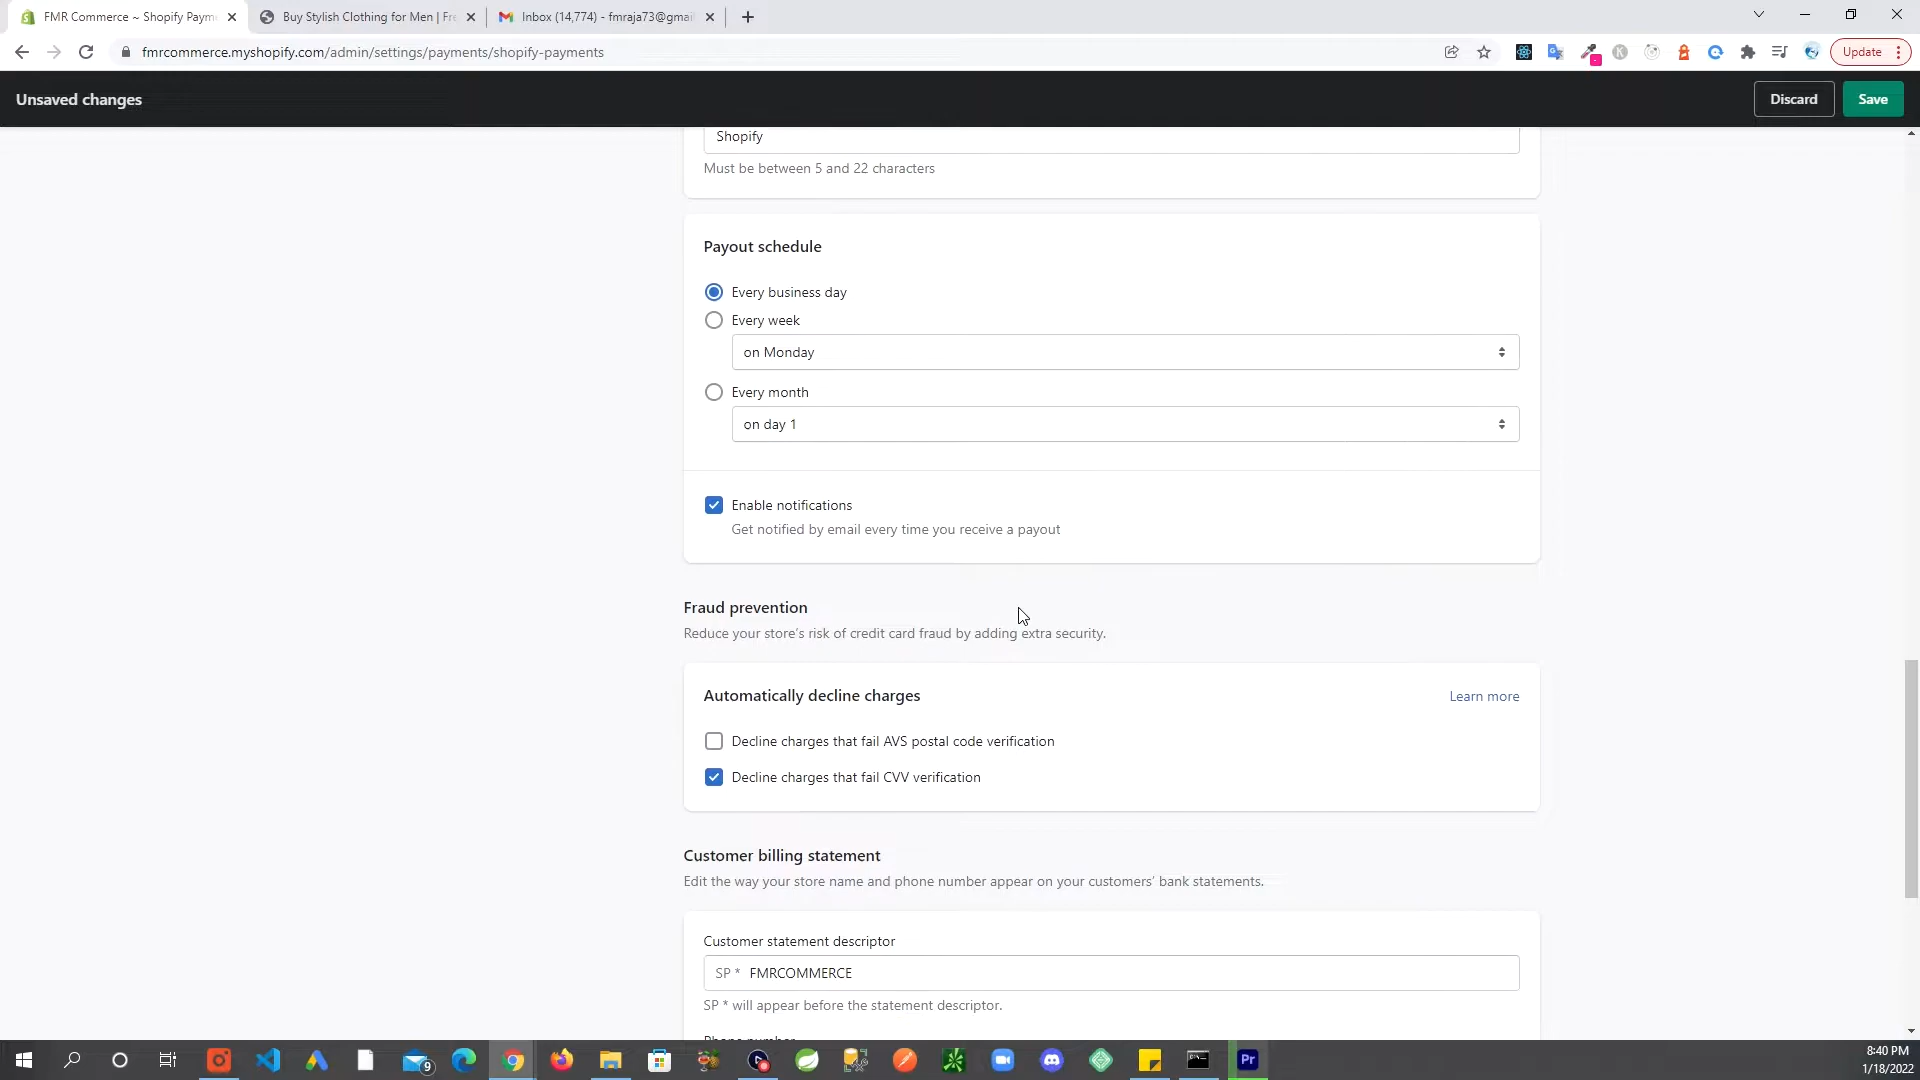 FMR Commerce ~ Shopify Paym
Buy Stylish Clothing for Men | Fre
Inbox (14,774) - fmraja73@gmai
fmrcommerce.myshopify.com/admin/settings/payments/shopify-payments
Update
Unsaved changes
Discard
Save
Shopify
Must be between 5 and 22 characters
Payout schedule
Every business day
Every week
on Monday
Every month
on day 1
Enable notifications
Get notified by email every time you receive a payout
Fraud prevention
Reduce your store's risk of credit card fraud by adding extra security.
Automatically decline charges
Learn more
Decline charges that fail AVS postal code verification
Decline charges that fail CVV verification
Customer billing statement
Edit the way your store name and phone number appear on your customers' bank statements.
Customer statement descriptor
SP * FMRCOMMERCE
SP * will appear before the statement descriptor.
Phone number
9
Pr
8:40 PM
1/18/2022